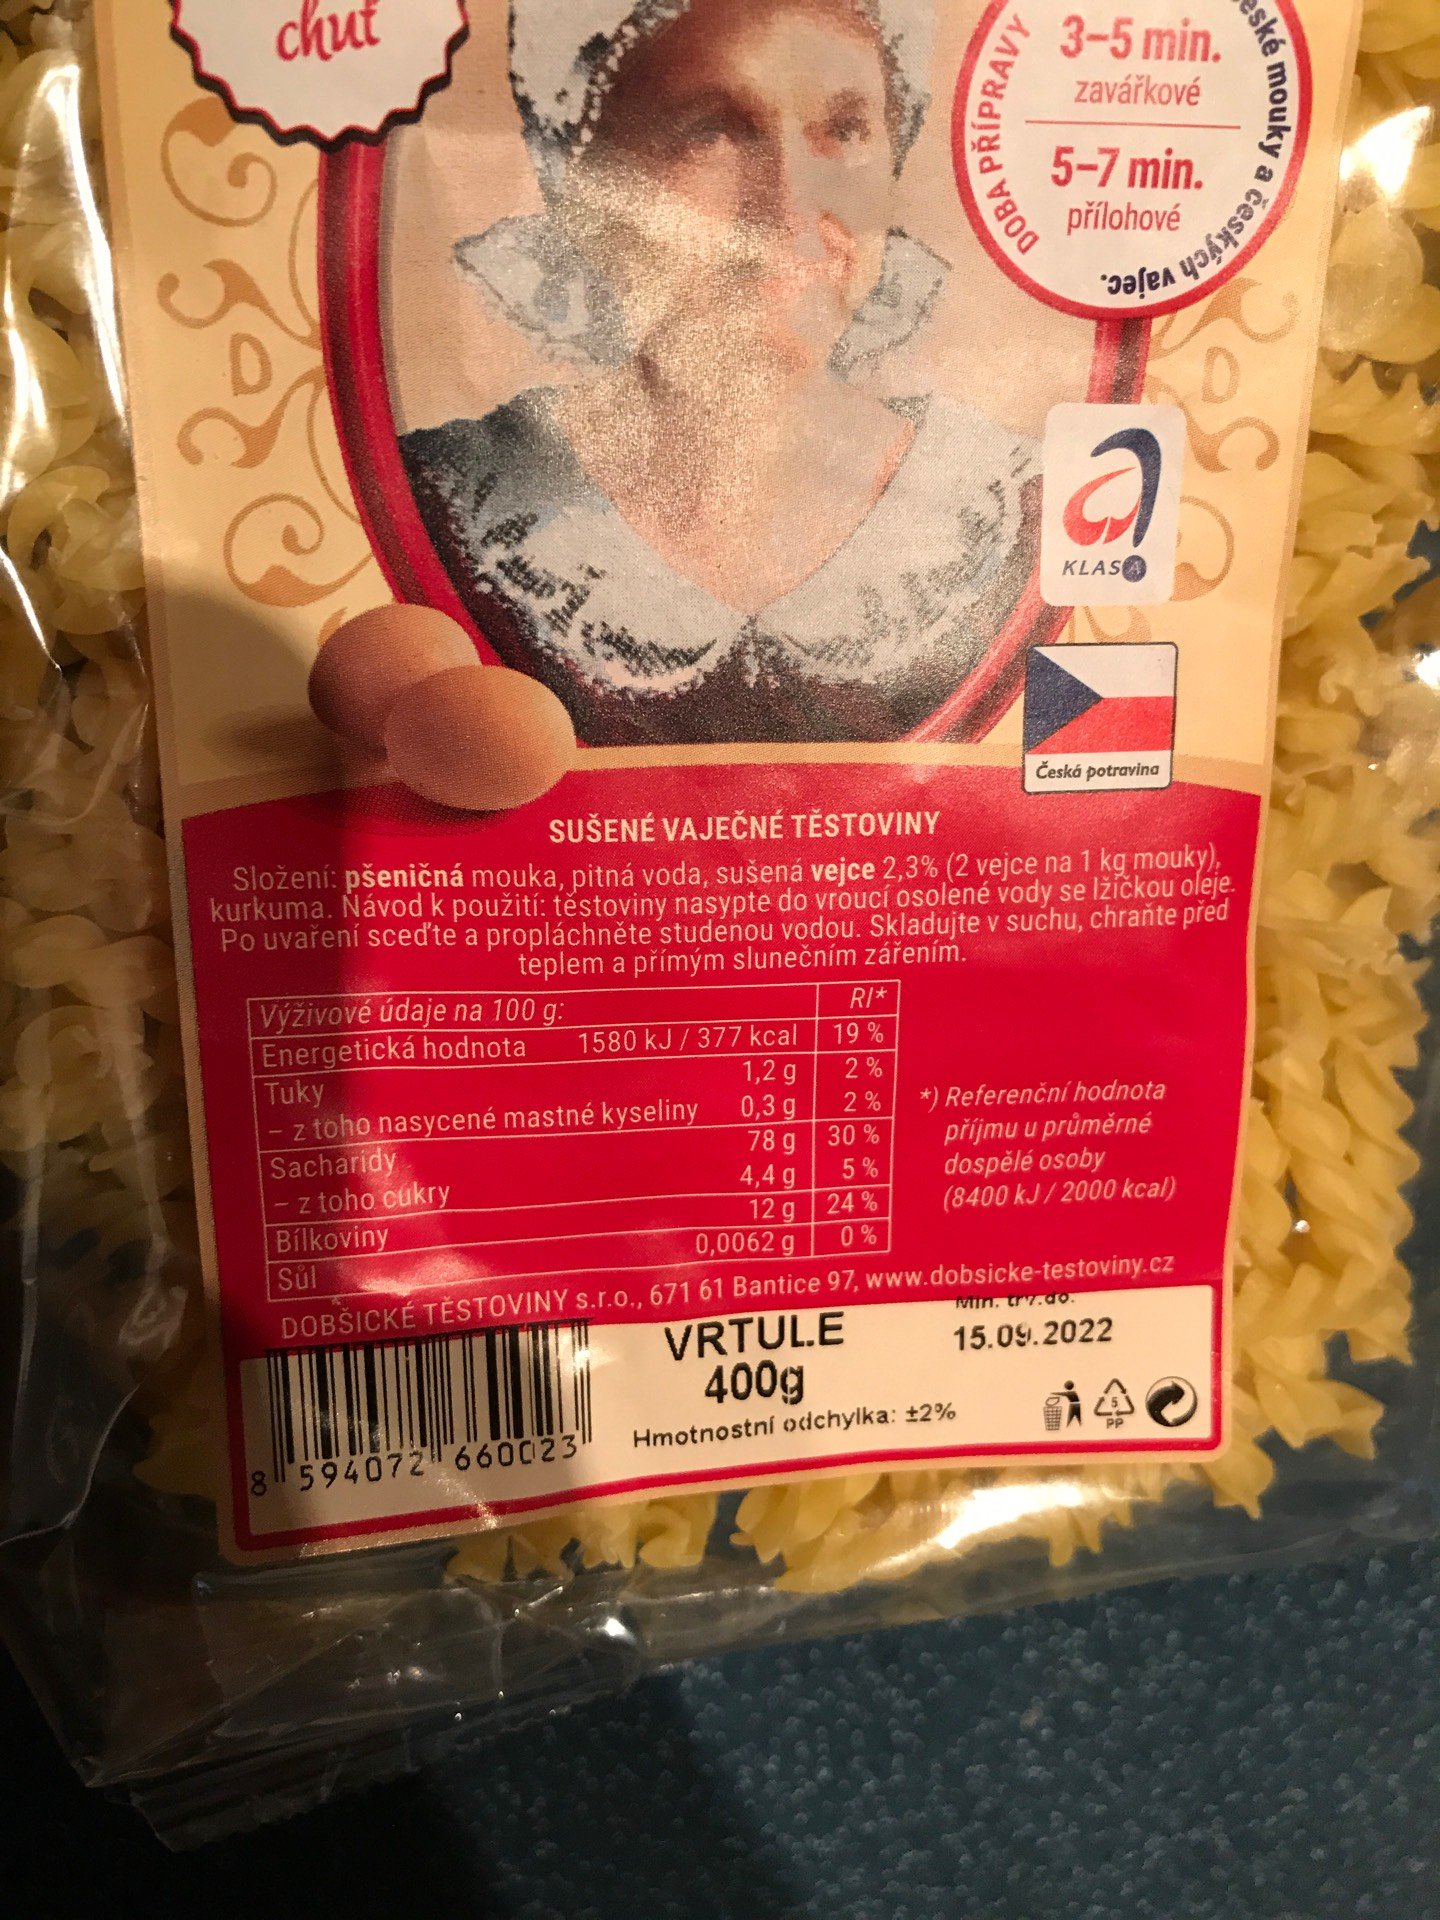 chuť
DOBA PŘÍPRAVY
3-5 min.
zavářkové
5-7 min.
přílohové
mouky a českých vajec.
KLASA
Česká potravina
SUŠENÉ VAJEČNÉ TĚSTOVINY
Složení: pšeničná mouka, pitná voda, sušená vejce 2,3% (2 vejce na 1 kg mouky),
kurkuma. Návod k použití: těstoviny nasypte do vroucí osolené vody se lžičkou oleje.
Po uvaření sceďte a propláchněte studenou vodou. Skladujte v suchu, chraňte před
teplem a přímým slunečním zářením.
Výživové údaje na 100 g: RI*
Energetická hodnota 1580 kJ / 377 kcal 19 %
Tuky 1,2 g 2 %
– z toho nasycené mastné kyseliny 0,3 g 2 %
Sacharidy 78 g 30 %
– z toho cukry 4,4 g 5 %
Bílkoviny 12 g 24 %
Sůl 0,0062 g 0 %
*) Referenční hodnota
příjmu u průměrné
dospělé osoby
(8400 kJ / 2000 kcal)
DOBŠICKÉ TĚSTOVINY s.r.o., 671 61 Bantice 97, www.dobsicke-testoviny.cz
VRTULE
400g
Hmotnostní odchylka: ±2%
Min. trv.do:
15.09.2022
5
PP
8 594072 660023